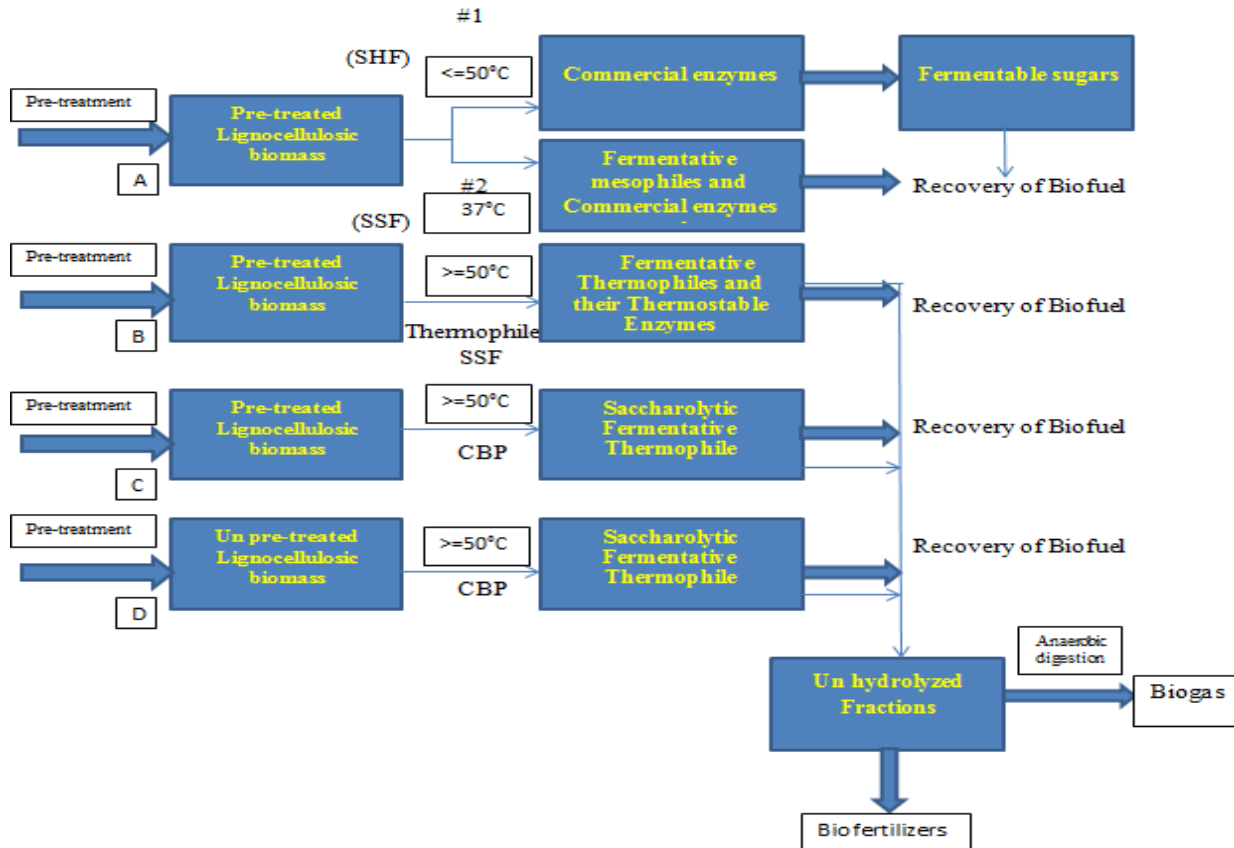 #1
(SHF)
<=50°C
Commercial enzymes
Fermentable sugars
Pre-treatment
Pre-treated
Lignocellulosic
biomass
A
#2
(SSF)
37°C
Fermentative
mesophiles and
Commercial enzymes
Recovery of Biofuel
Pre-treatment
Pre-treated
Lignocellulosic
biomass
B
>=50°C
Thermophile
SSF
Fermentative
Thermophiles and
their Thermostable
Enzymes
Recovery of Biofuel
Pre-treatment
Pre-treated
Lignocellulosic
biomass
C
>=50°C
CBP
Saccharolytic
Fermentative
Thermophile
Recovery of Biofuel
Pre-treatment
Un pre-treated
Lignocellulosic
biomass
D
>=50°C
CBP
Saccharolytic
Fermentative
Thermophile
Recovery of Biofuel
Un hydrolyzed
Fractions
Anaerobic
digestion
Biogas
Biofertilizers